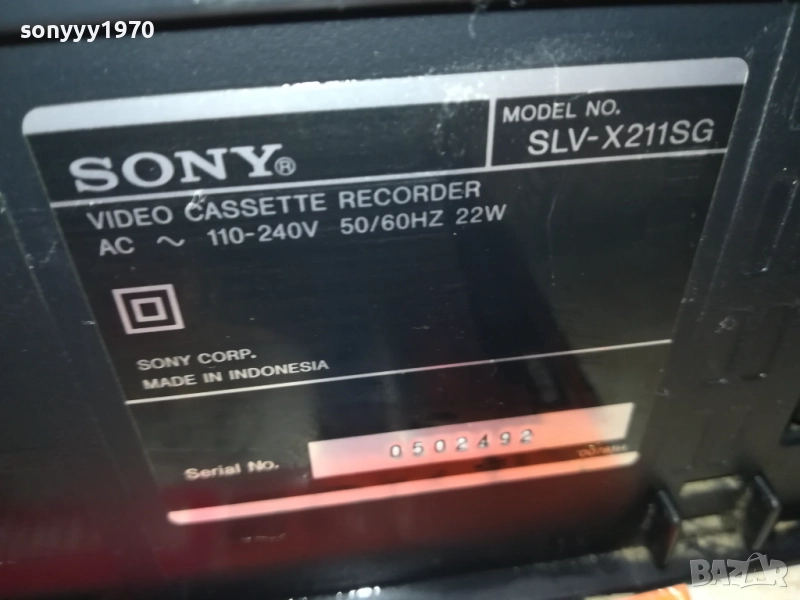 sonyyy1970
SONY®
MODEL NO.
SLV-X211SG
VIDEO CASSETTE RECORDER
AC ~ 110-240V 50/60HZ 22W
SONY CORP.
MADE IN INDONESIA
Serial No. 0502492
BAZAR